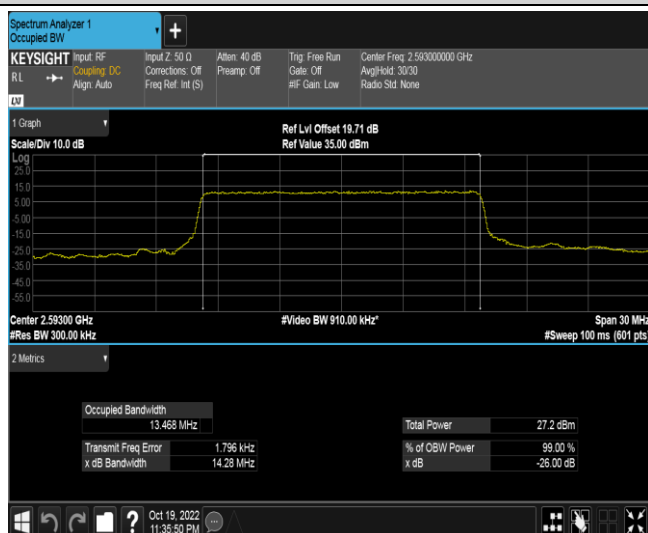 Spectrum Analyzer 1
Occupied BW
+
KEYSIGHT
RL
Input: RF
Coupling: DC
Align: Auto
Input Z: 50 Ω
Corrections: Off
Freq Ref: Int (S)
Atten: 40 dB
Preamp: Off
Trig: Free Run
Gate: Off
#IF Gain: Low
Center Freq: 2.593000000 GHz
Avg|Hold: 30/30
Radio Std: None
LXI
1 Graph
Scale/Div 10.0 dB
Ref Lvl Offset 19.71 dB
Ref Value 35.00 dBm
Log
25.0
15.0
5.00
-5.00
-15.0
-25.0
-35.0
-45.0
-55.0
Center 2.59300 GHz
#Res BW 300.00 kHz
#Video BW 910.00 kHz*
Span 30 MHz
#Sweep 100 ms (601 pts)
2 Metrics
Occupied Bandwidth
13.468 MHz
Transmit Freq Error 1.796 kHz
x dB Bandwidth 14.28 MHz
Total Power 27.2 dBm
% of OBW Power 99.00 %
x dB -26.00 dB
?
Oct 19, 2022
11:35:50 PM